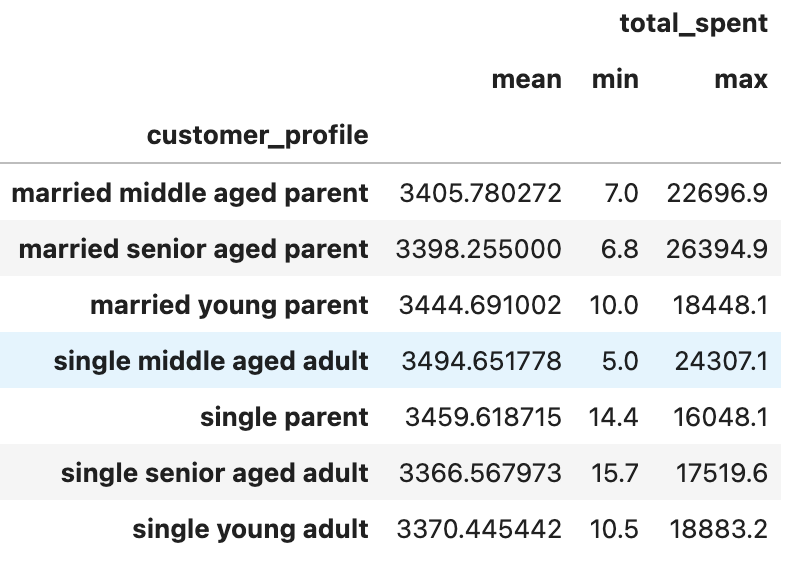 total_spent
mean min max
customer_profile
married middle aged parent 3405.780272 7.0 22696.9
married senior aged parent 3398.255000 6.8 26394.9
married young parent 3444.691002 10.0 18448.1
single middle aged adult 3494.651778 5.0 24307.1
single parent 3459.618715 14.4 16048.1
single senior aged adult 3366.567973 15.7 17519.6
single young adult 3370.445442 10.5 18883.2